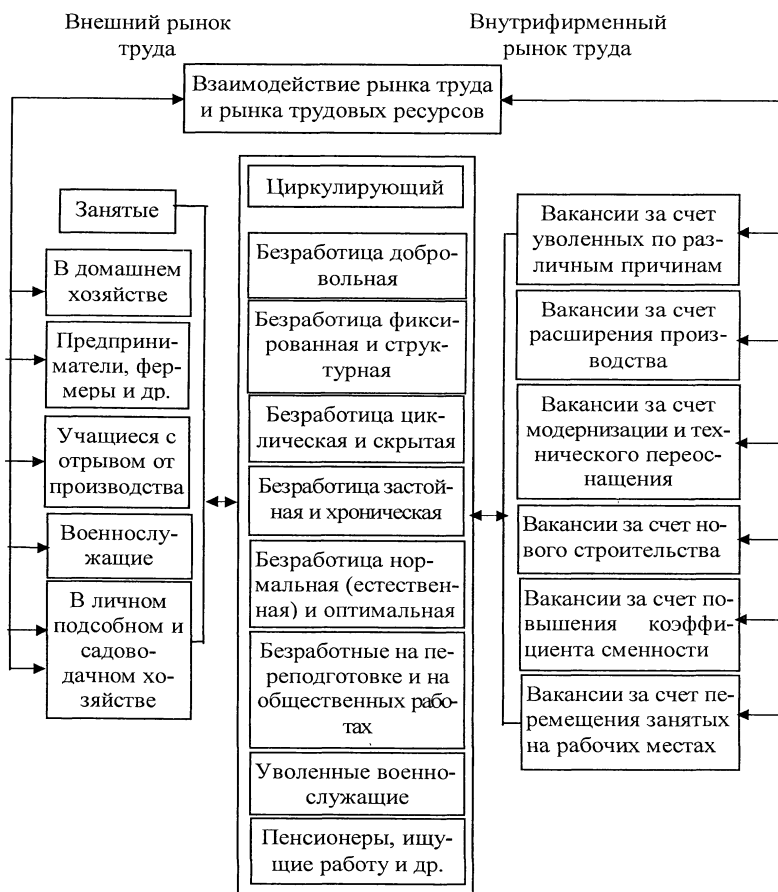 Внешний рынок
труда
Внутрифирменный
рынок труда
Взаимодействие рынка труда
и рынка трудовых ресурсов
Занятые
В домашнем
хозяйстве
Предприни-
матели, фер-
меры и др.
Учащиеся с
отрывом от
производства
Военнослу-
жащие
В личном
подсобном и
садово-
дачном хо-
зяйстве
Циркулирующий
Безработица добро-
вольная
Безработица фикси-
рованная и струк-
турная
Безработица цик-
лическая и скрытая
Безработица застой-
ная и хроническая
Безработица нор-
мальная (естествен-
ная) и оптимальная
Безработные на пе-
реподготовке и на
общественных рабо-
тах
Уволенные военно-
служащие
Пенсионеры, ищу-
щие работу и др.
Вакансии за счет
уволенных по раз-
личным причинам
Вакансии за счет
расширения произ-
водства
Вакансии за счет
модернизации и тех-
нического переос-
нащения
Вакансии за счет но-
вого строительства
Вакансии за счет по-
вышения коэффи-
циента сменности
Вакансии за счет пе-
ремещения занятых
на рабочих местах